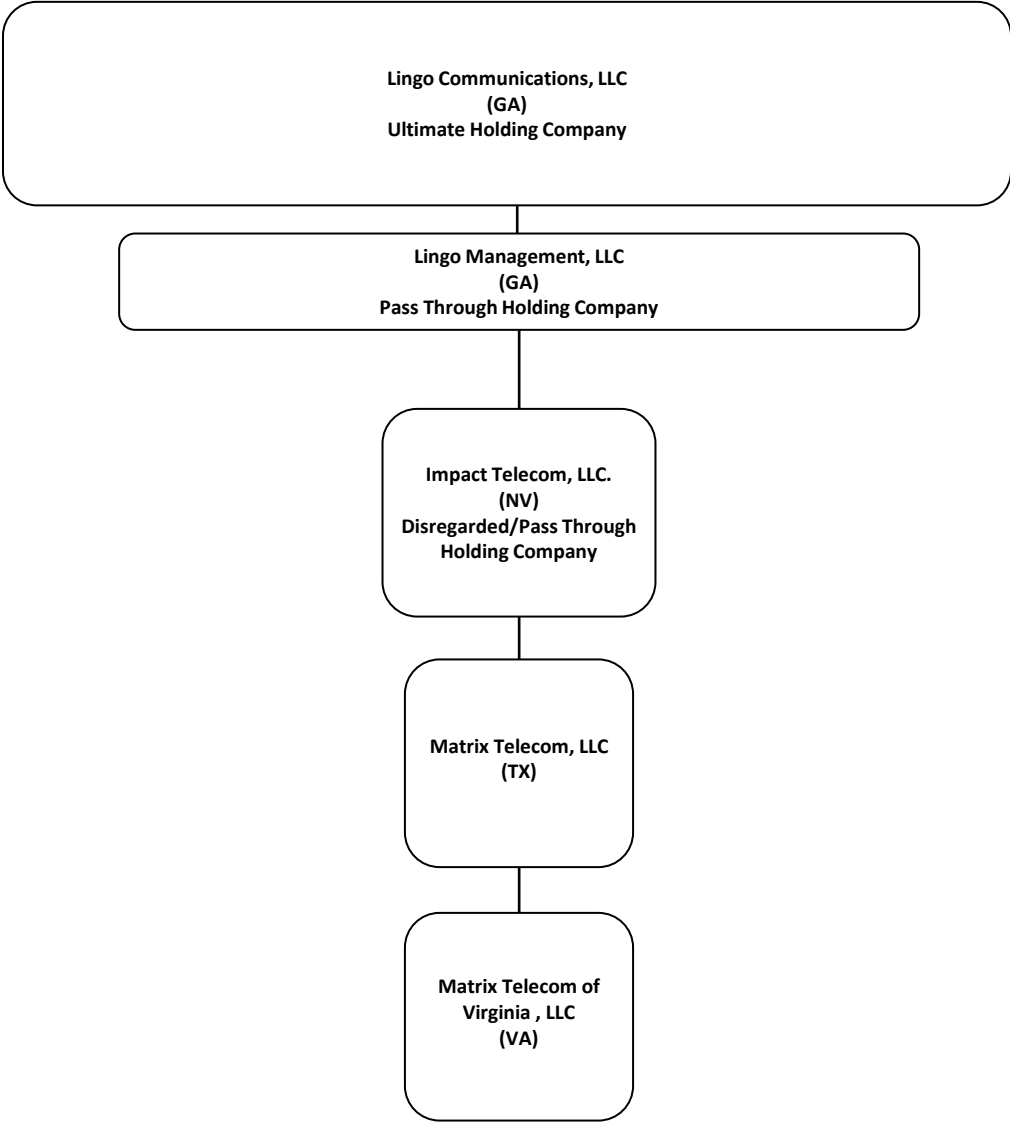 Lingo Communications, LLC
(GA)
Ultimate Holding Company
Lingo Management, LLC
(GA)
Pass Through Holding Company
Impact Telecom, LLC.
(NV)
Disregarded/Pass Through
Holding Company
Matrix Telecom, LLC
(TX)
Matrix Telecom of
Virginia , LLC
(VA)